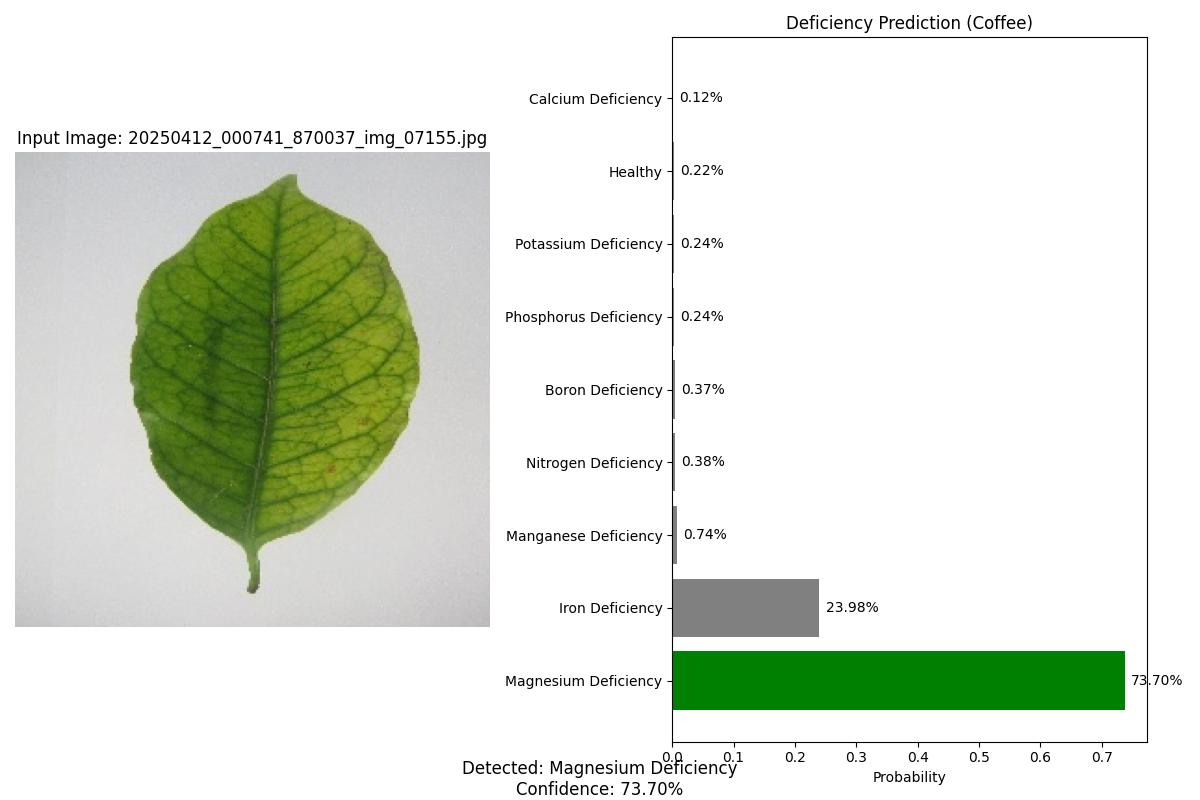 Deficiency Prediction (Coffee)
Input Image: 20250412_000741_870037_img_07155.jpg
Calcium Deficiency 0.12%
Healthy 0.22%
Potassium Deficiency 0.24%
Phosphorus Deficiency 0.24%
Boron Deficiency 0.37%
Nitrogen Deficiency 0.38%
Manganese Deficiency 0.74%
Iron Deficiency 23.98%
Magnesium Deficiency 73.70%
0.0 0.1 0.2 0.3 0.4 0.5 0.6 0.7
Probability
Detected: Magnesium Deficiency
Confidence: 73.70%